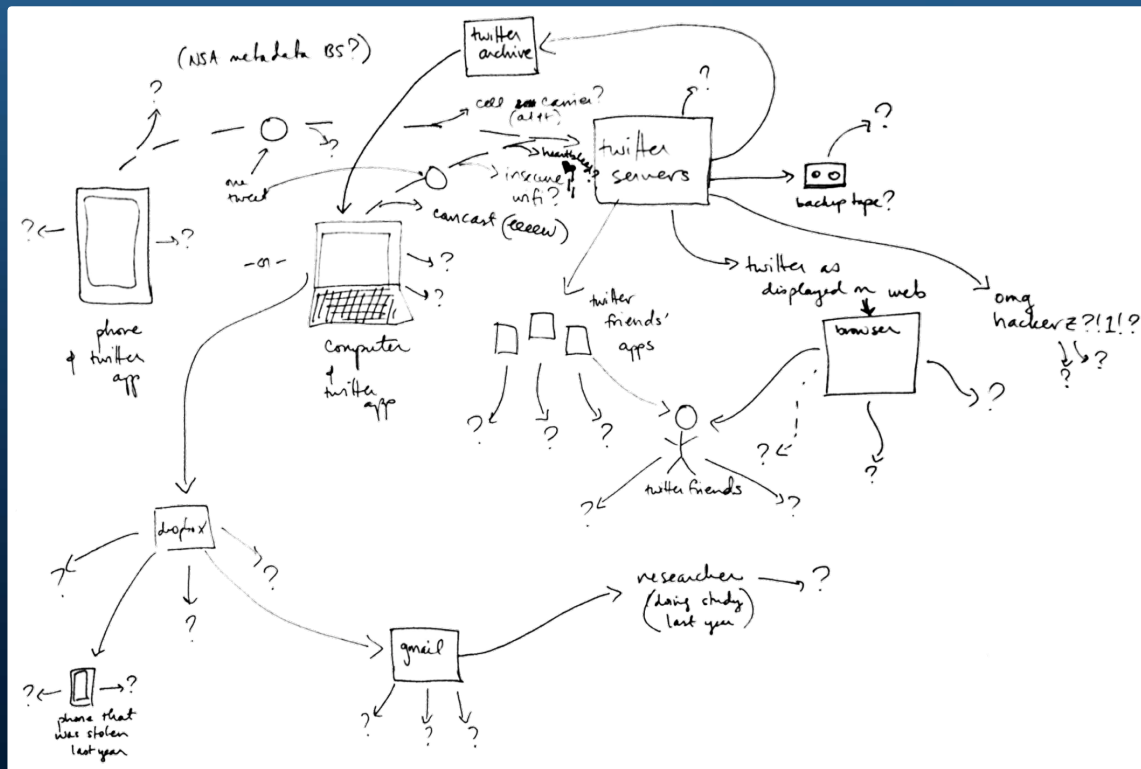 twitter
archive
(NSA metadata BS?)
?
cell carrier?
(at+t)
?
?
?
one
tweet
heartbleed?
insecure
wifi?
comcast (eeeew)
twitter
servers
backup tape?
?
?
-or-
?
?
phone
& twitter
app
computer
&
twitter
app
twitter
friends'
apps
twitter as
displayed on web
browser
omg
hackerz?!1!?
?
?
?
?
?
?
?
?
?
twitter friends
?
?
dropbox
?
?
?
researcher
(doing study
last year)
?
gmail
?
?
?
?
?
phone that
was stolen
last year